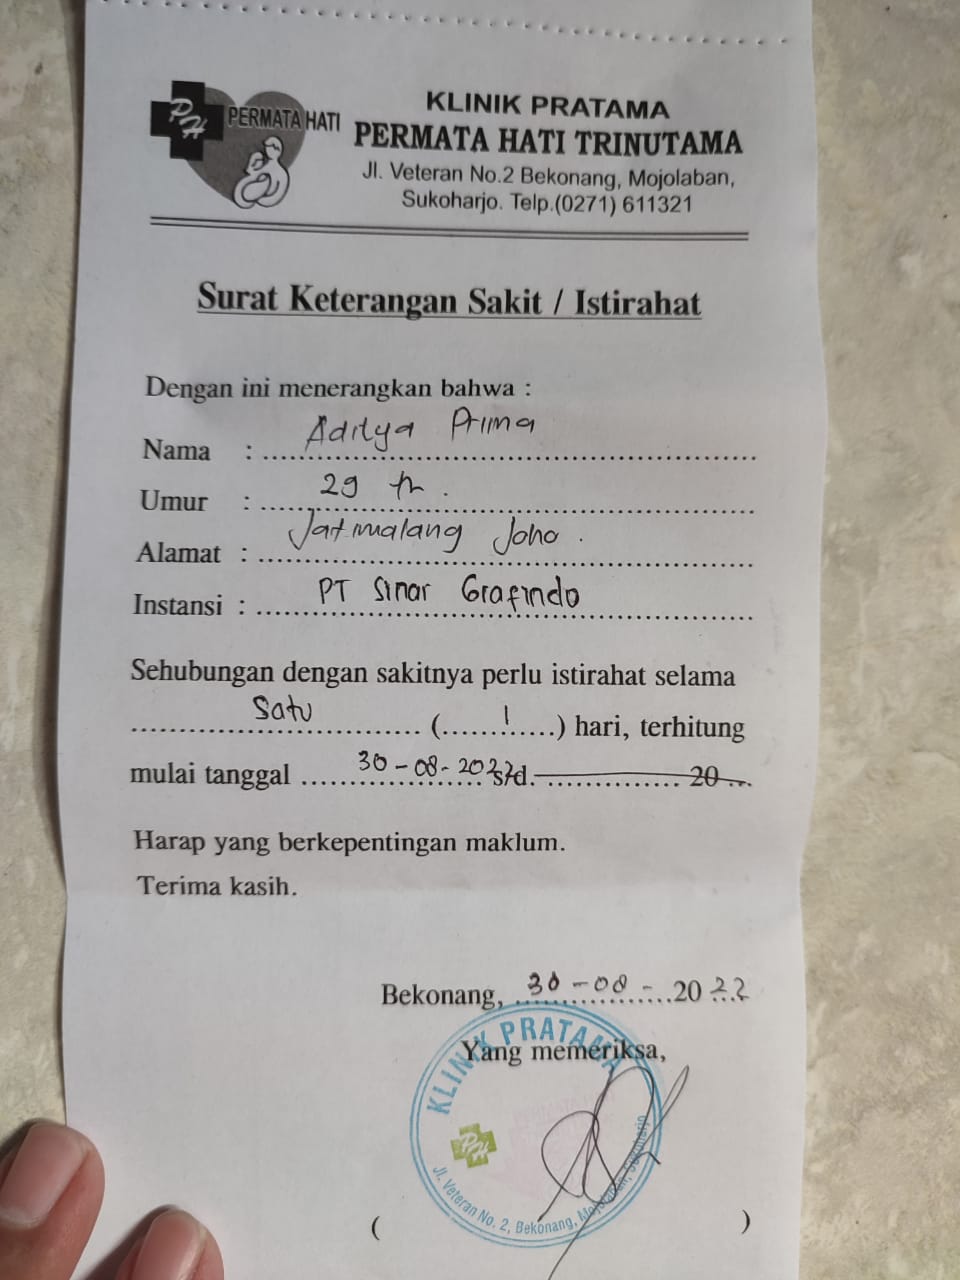 PH PERMATA HATI
KLINIK PRATAMA
PERMATA HATI TRINUTAMA
Jl. Veteran No.2 Bekonang, Mojolaban,
Sukoharjo. Telp.(0271) 611321
Surat Keterangan Sakit / Istirahat
Dengan ini menerangkan bahwa :
Nama : Aditya Prima
Umur : 29 th.
Alamat : Jatimalang Joho.
Instansi : PT Sinar Grafindo
Sehubungan dengan sakitnya perlu istirahat selama
Satu (1) hari, terhitung
mulai tanggal 30-08-2022 s/d. 20
Harap yang berkepentingan maklum.
Terima kasih.
Bekonang, 30-08-2022
Yang memeriksa,
KLINIK PRATAMA
PH
Jl. Veteran No. 2, Bekonang, Mojolaban, Sukoharjo
( )